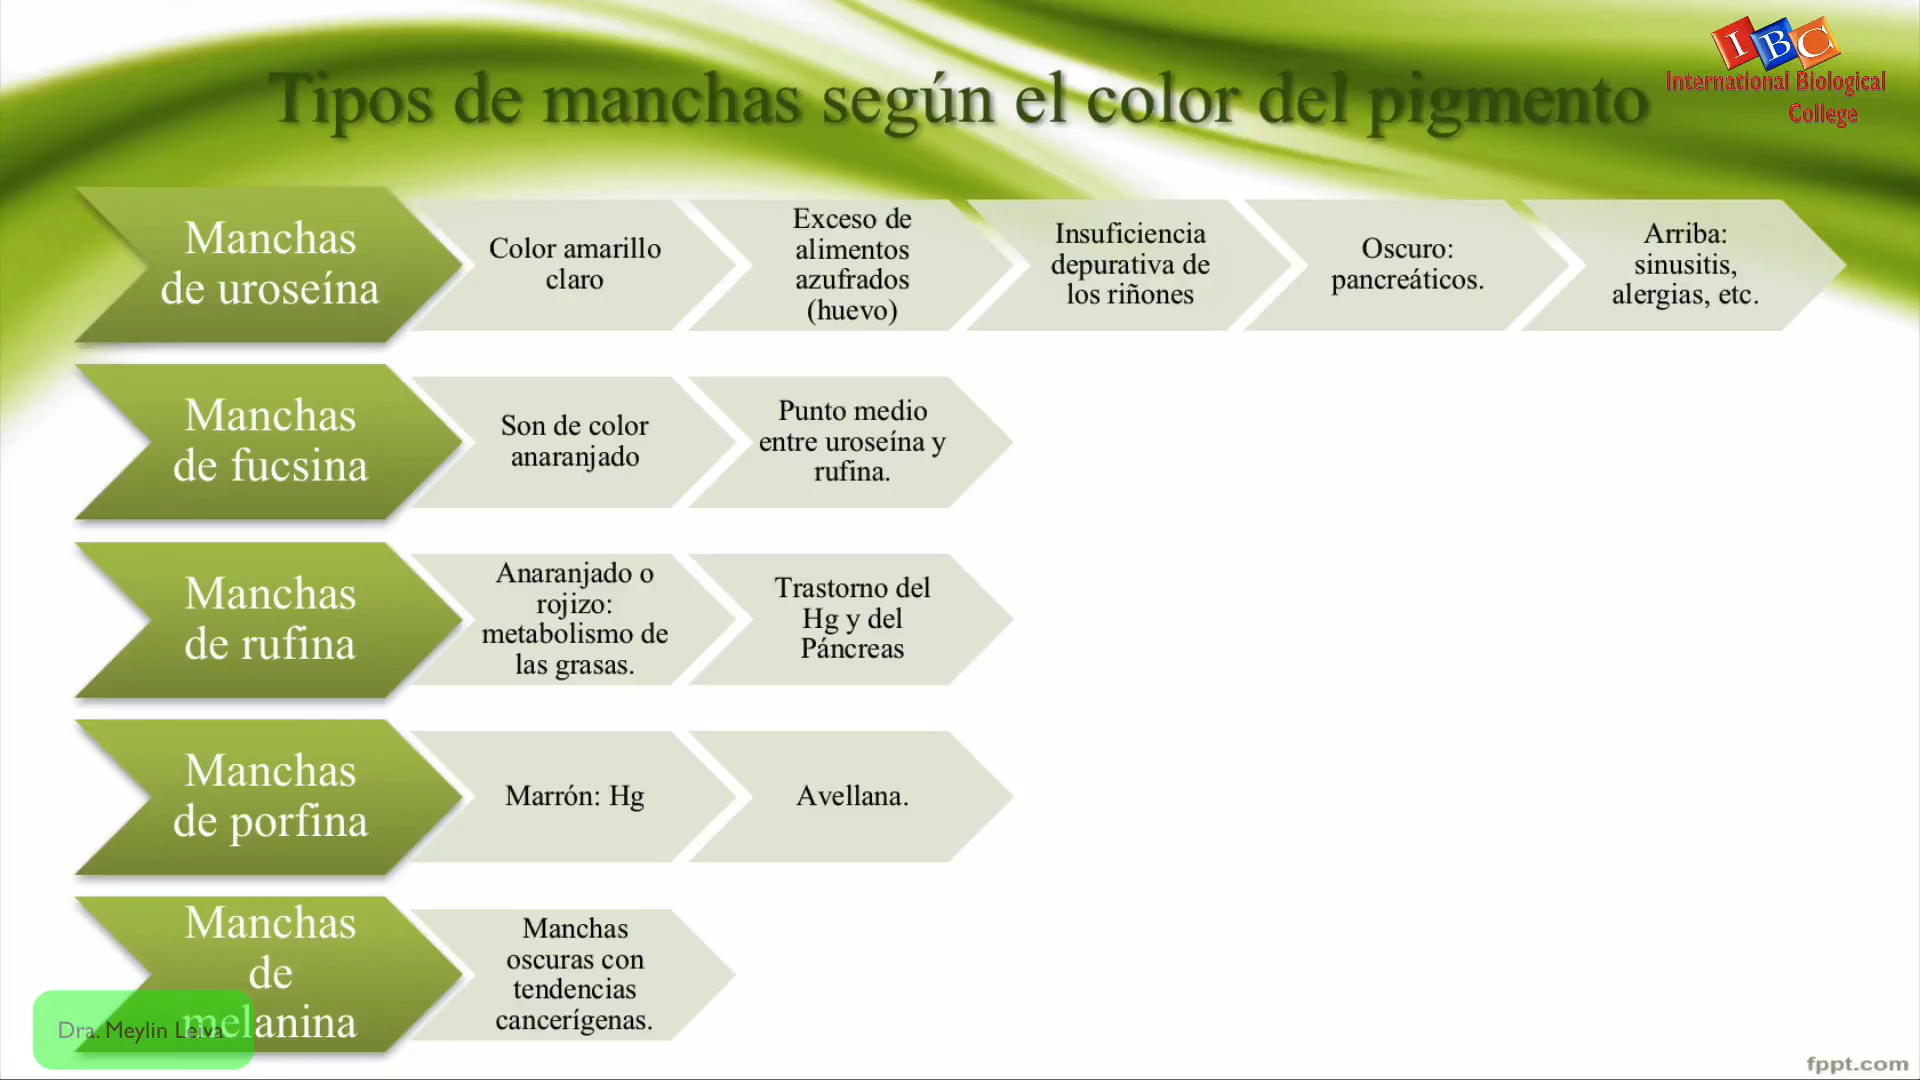 IBC
International Biological
College
Tipos de manchas según el color del pigmento
Manchas
de uroseína
Color amarillo
claro
Exceso de
alimentos
azufrados
(huevo)
Insuficiencia
depurativa de
los riñones
Oscuro:
pancreáticos.
Arriba:
sinusitis,
alergias, etc.
Manchas
de fucsina
Son de color
anaranjado
Punto medio
entre uroseína y
rufina.
Manchas
de rufina
Anaranjado o
rojizo:
metabolismo de
las grasas.
Trastorno del
Hg y del
Páncreas
Manchas
de porfina
Marrón: Hg
Avellana.
Manchas
de
melanina
Manchas
oscuras con
tendencias
cancerígenas.
Dra. Meylin Leiva
fppt.com